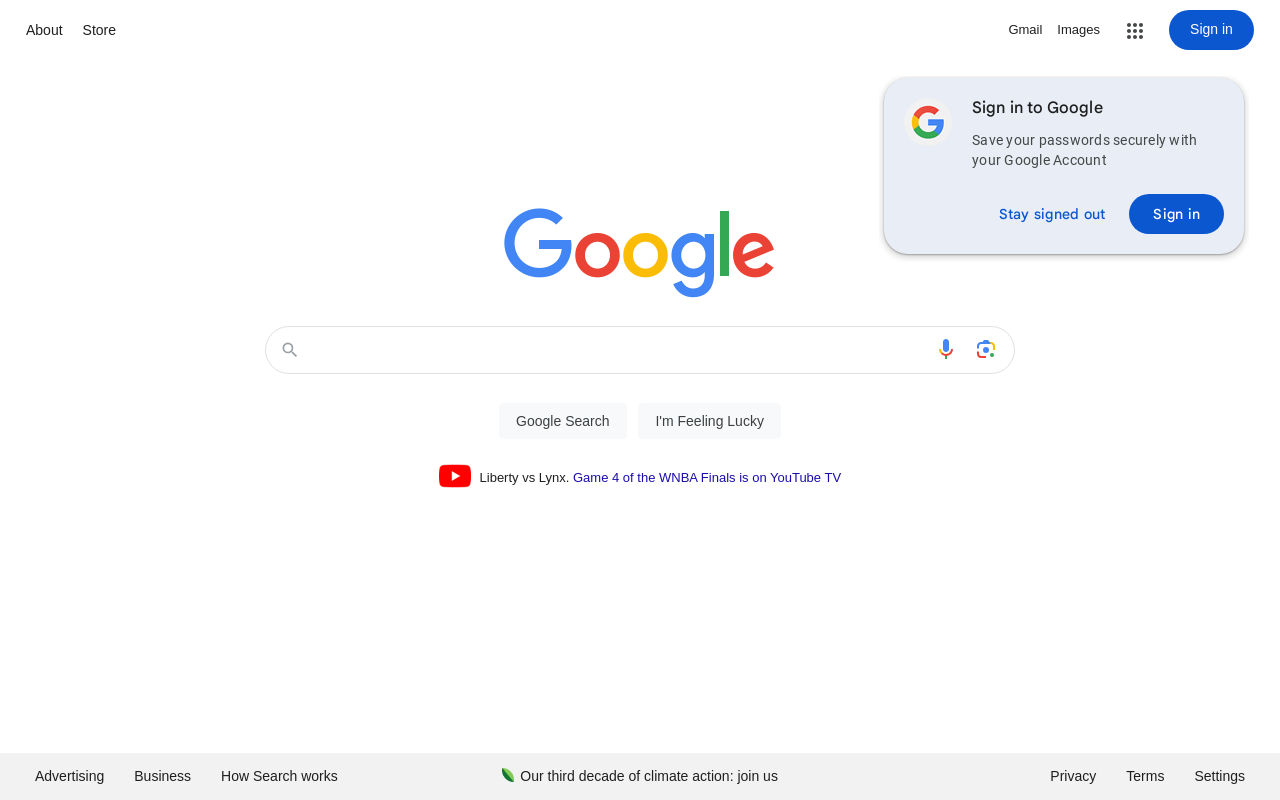 About Store
Gmail Images Sign in
Sign in to Google
Save your passwords securely with
your Google Account
Stay signed out Sign in
Google
Google Search I'm Feeling Lucky
Liberty vs Lynx. Game 4 of the WNBA Finals is on YouTube TV
Advertising Business How Search works Our third decade of climate action: join us Privacy Terms Settings